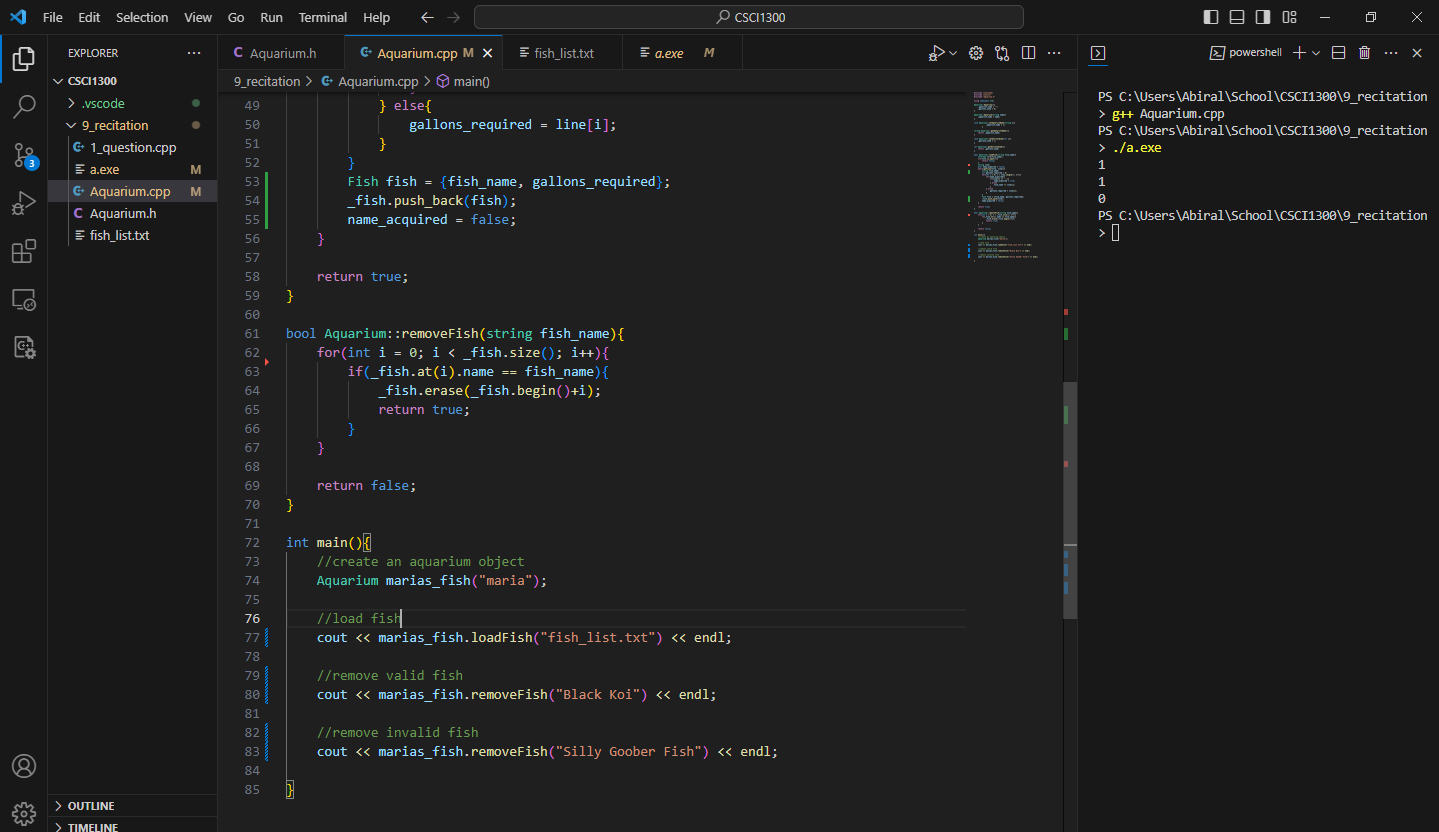 File Edit Selection View Go Run Terminal Help
CSCI1300
EXPLORER
CSCI1300
.vscode
9_recitation
1_question.cpp
a.exe M
Aquarium.cpp M
Aquarium.h
fish_list.txt
3
OUTLINE
TIMELINE
Aquarium.h Aquarium.cpp M fish_list.txt a.exe M
9_recitation > Aquarium.cpp > main()
49 } else{
50 gallons_required = line[i];
51 }
52 }
53 Fish fish = {fish_name, gallons_required};
54 _fish.push_back(fish);
55 name_acquired = false;
56 }
57
58 return true;
59 }
60
61 bool Aquarium::removeFish(string fish_name){
62 for(int i = 0; i < _fish.size(); i++){
63 if(_fish.at(i).name == fish_name){
64 _fish.erase(_fish.begin()+i);
65 return true;
66 }
67 }
68
69 return false;
70 }
71
72 int main(){
73 //create an aquarium object
74 Aquarium marias_fish("maria");
75
76 //load fish
77 cout << marias_fish.loadFish("fish_list.txt") << endl;
78
79 //remove valid fish
80 cout << marias_fish.removeFish("Black Koi") << endl;
81
82 //remove invalid fish
83 cout << marias_fish.removeFish("Silly Goober Fish") << endl;
84
85 }
powershell
PS C:\Users\Abiral\School\CSCI1300\9_recitation
> g++ Aquarium.cpp
PS C:\Users\Abiral\School\CSCI1300\9_recitation
> ./a.exe
1
1
0
PS C:\Users\Abiral\School\CSCI1300\9_recitation
>